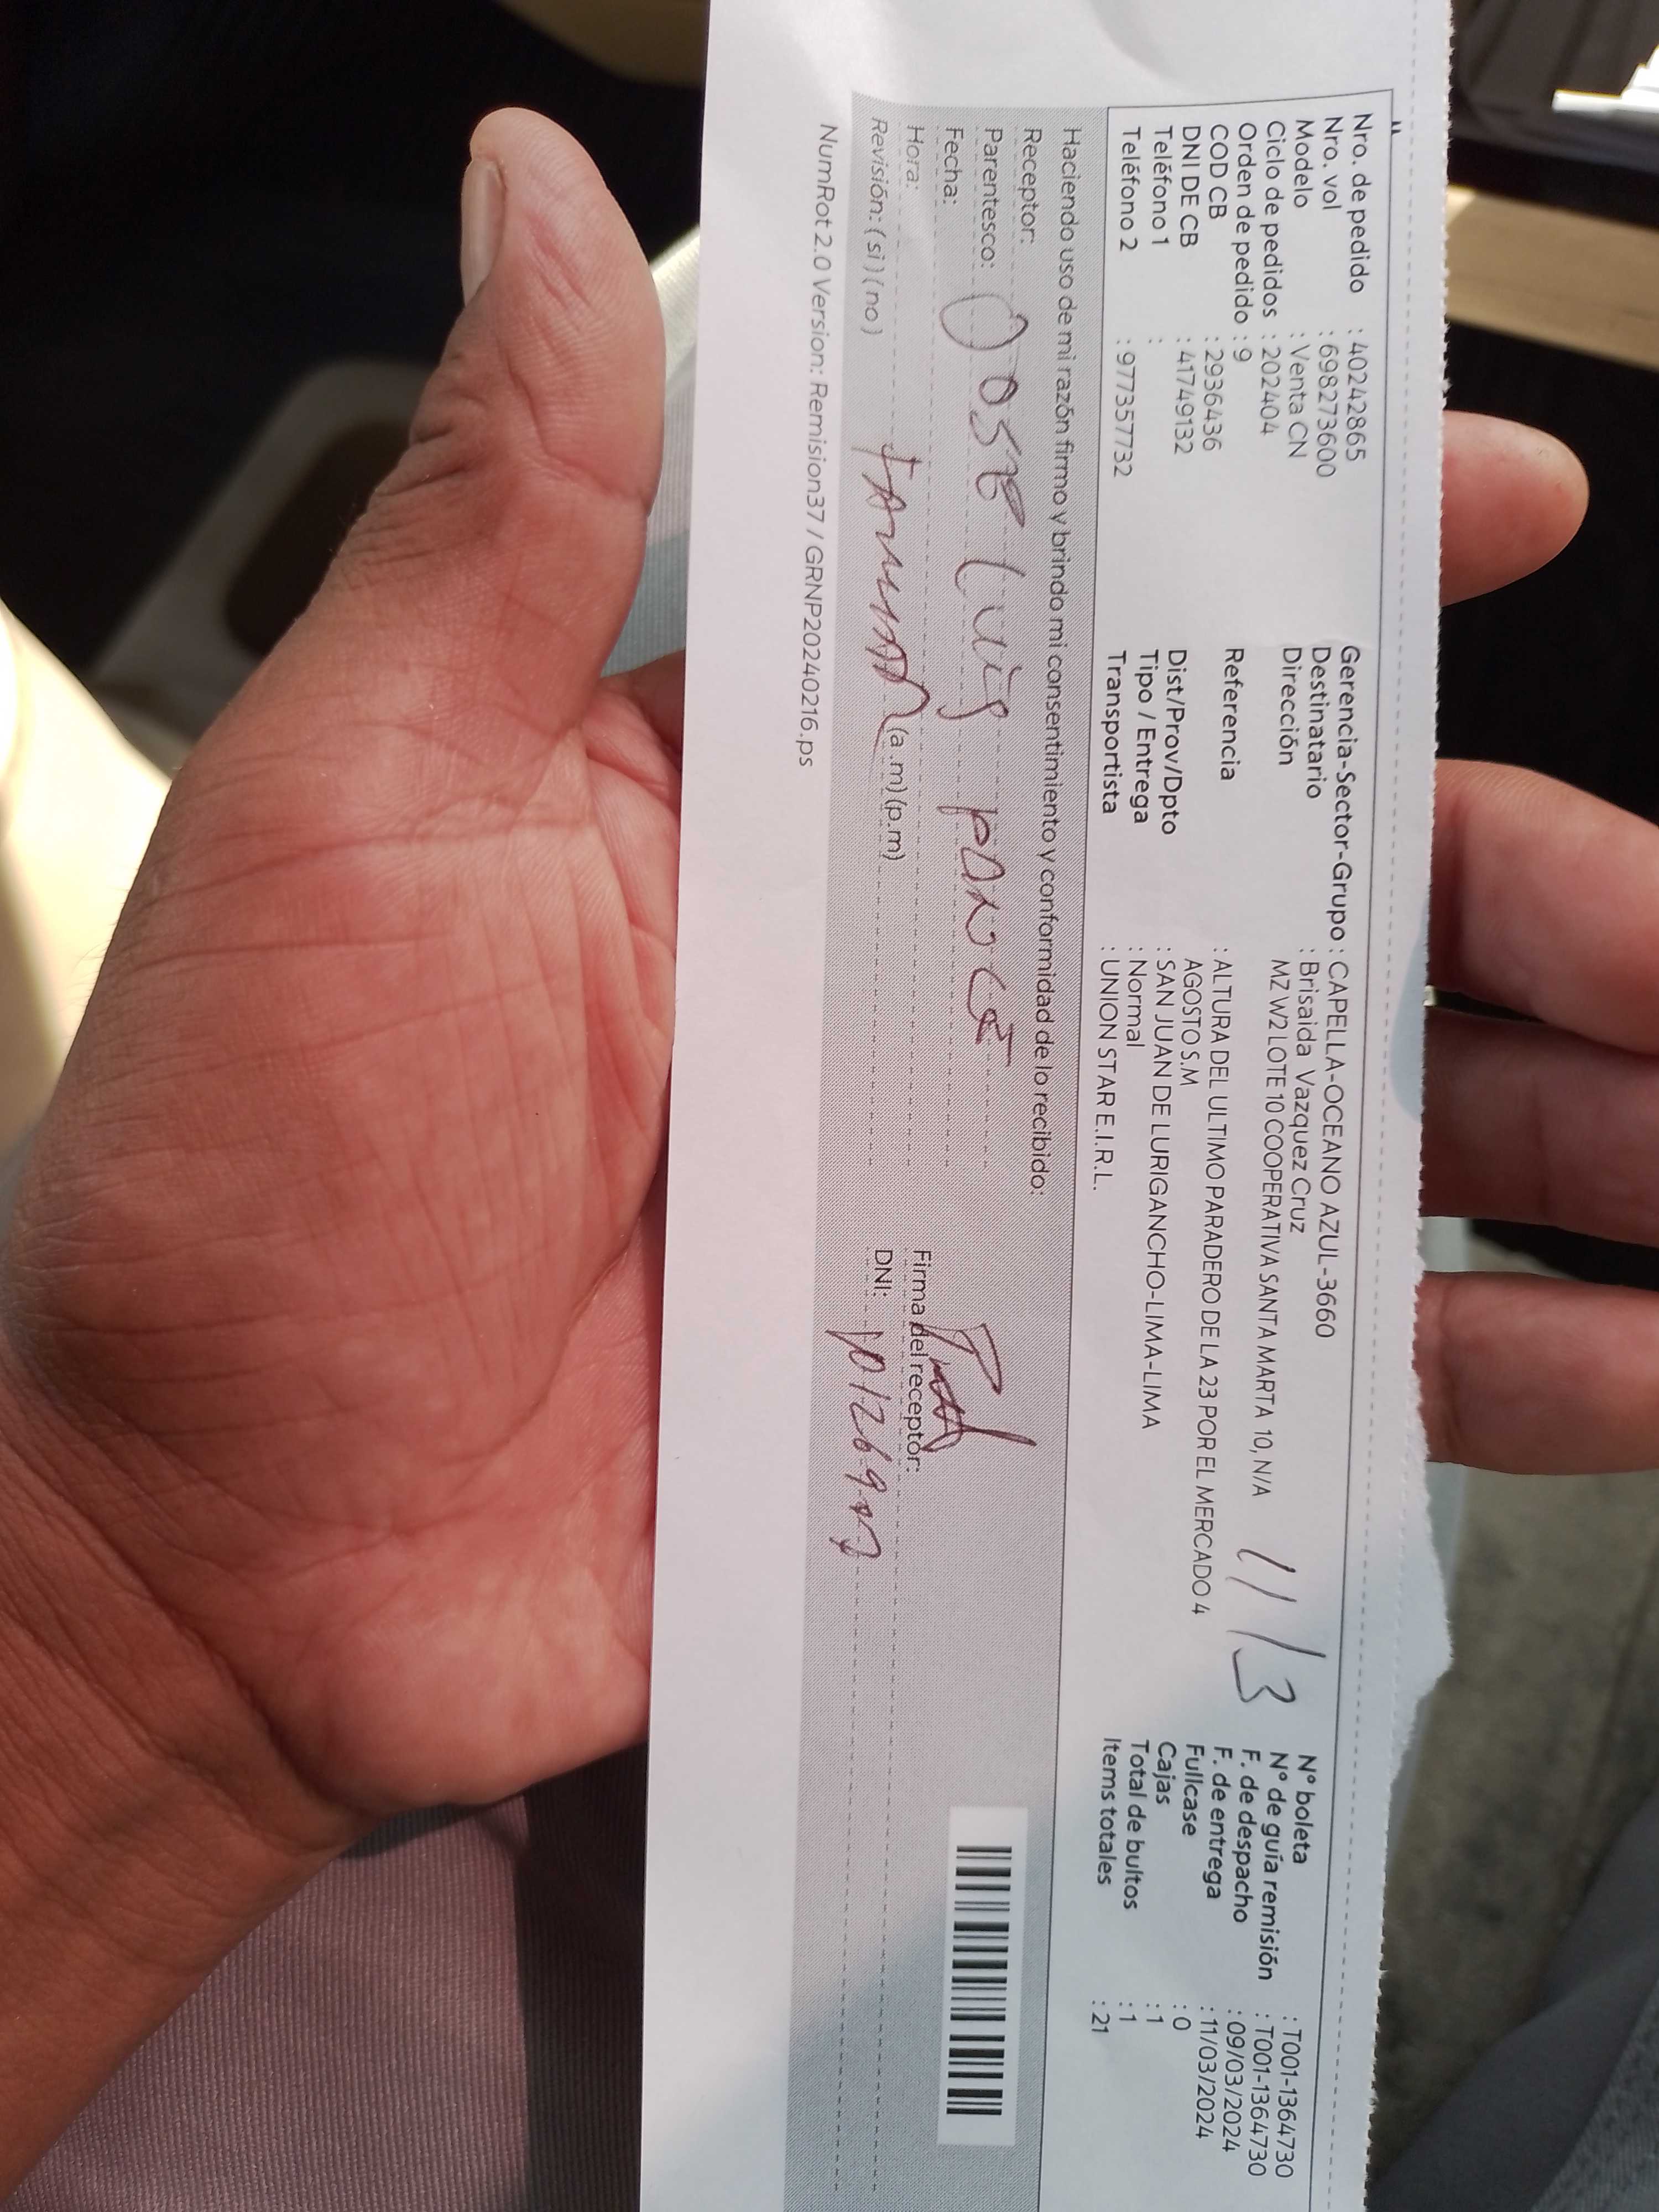 Nro. de pedido : 40242865
Nro. vol : 698273600
Modelo : Venta CN
Ciclo de pedidos : 202404
Orden de pedido : 9
COD CB : 2936436
DNI DE CB : 41749132
Teléfono 1 :
Teléfono 2 : 977357732
Gerencia-Sector-Grupo : CAPELLA-OCEANO AZUL-3660
Destinatario : Brisaida Vazquez Cruz
Dirección MZ W2 LOTE 10 COOPERATIVA SANTA MARTA 10, N/A
Referencia : ALTURA DEL ULTIMO PARADERO DE LA 23 POR EL MERCADO 4
AGOSTO S.M
Dist/Prov/Dpto : SAN JUAN DE LURIGANCHO-LIMA-LIMA
Tipo / Entrega : Normal
Transportista : UNION STAR E.I.R.L.
11/3
N° boleta : T001-1364730
N° de guía remisión : T001-1364730
F. de despacho : 09/03/2024
F. de entrega : 11/03/2024
Fullcase : 0
Cajas : 1
Total de bultos : 1
Items totales : 21
Haciendo uso de mi razón firmo y brindo mi consentimiento y conformidad de lo recibido:
Receptor:
Parentesco: Jose Luis
Fecha:
Hora: (a.m) (p.m)
Revisión: (si) (no)
Firma del receptor:
DNI:
NumRot 2.0 Version: Remision37 / GRNP20240216.ps